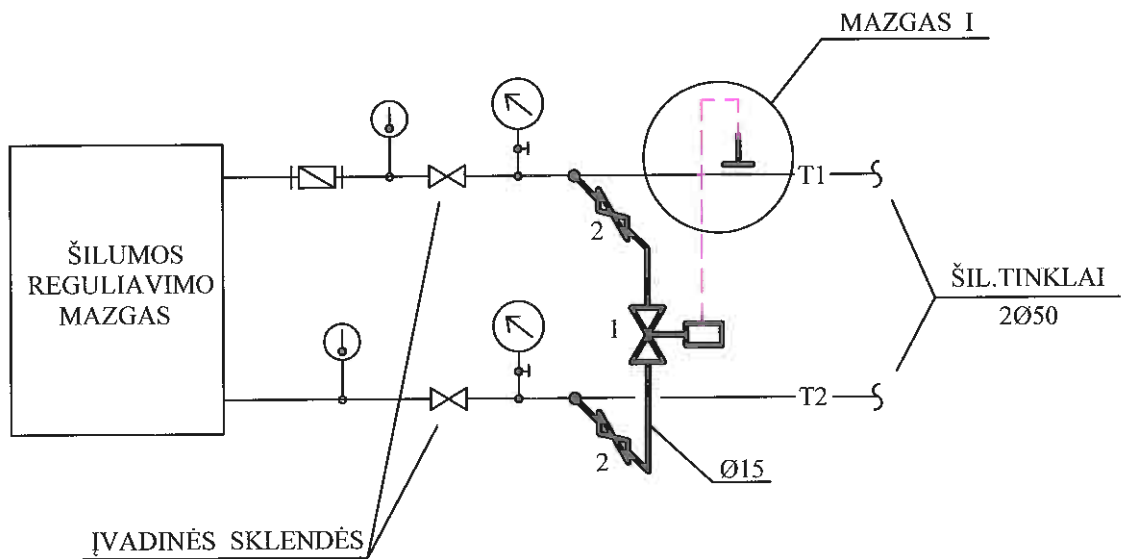 MAZGAS I
T1
2
ŠILUMOS
REGULIAVIMO
MAZGAS
ŠIL.TINKLAI
2Ø50
1
T2
2
Ø15
ĮVADINĖS SKLENDĖS